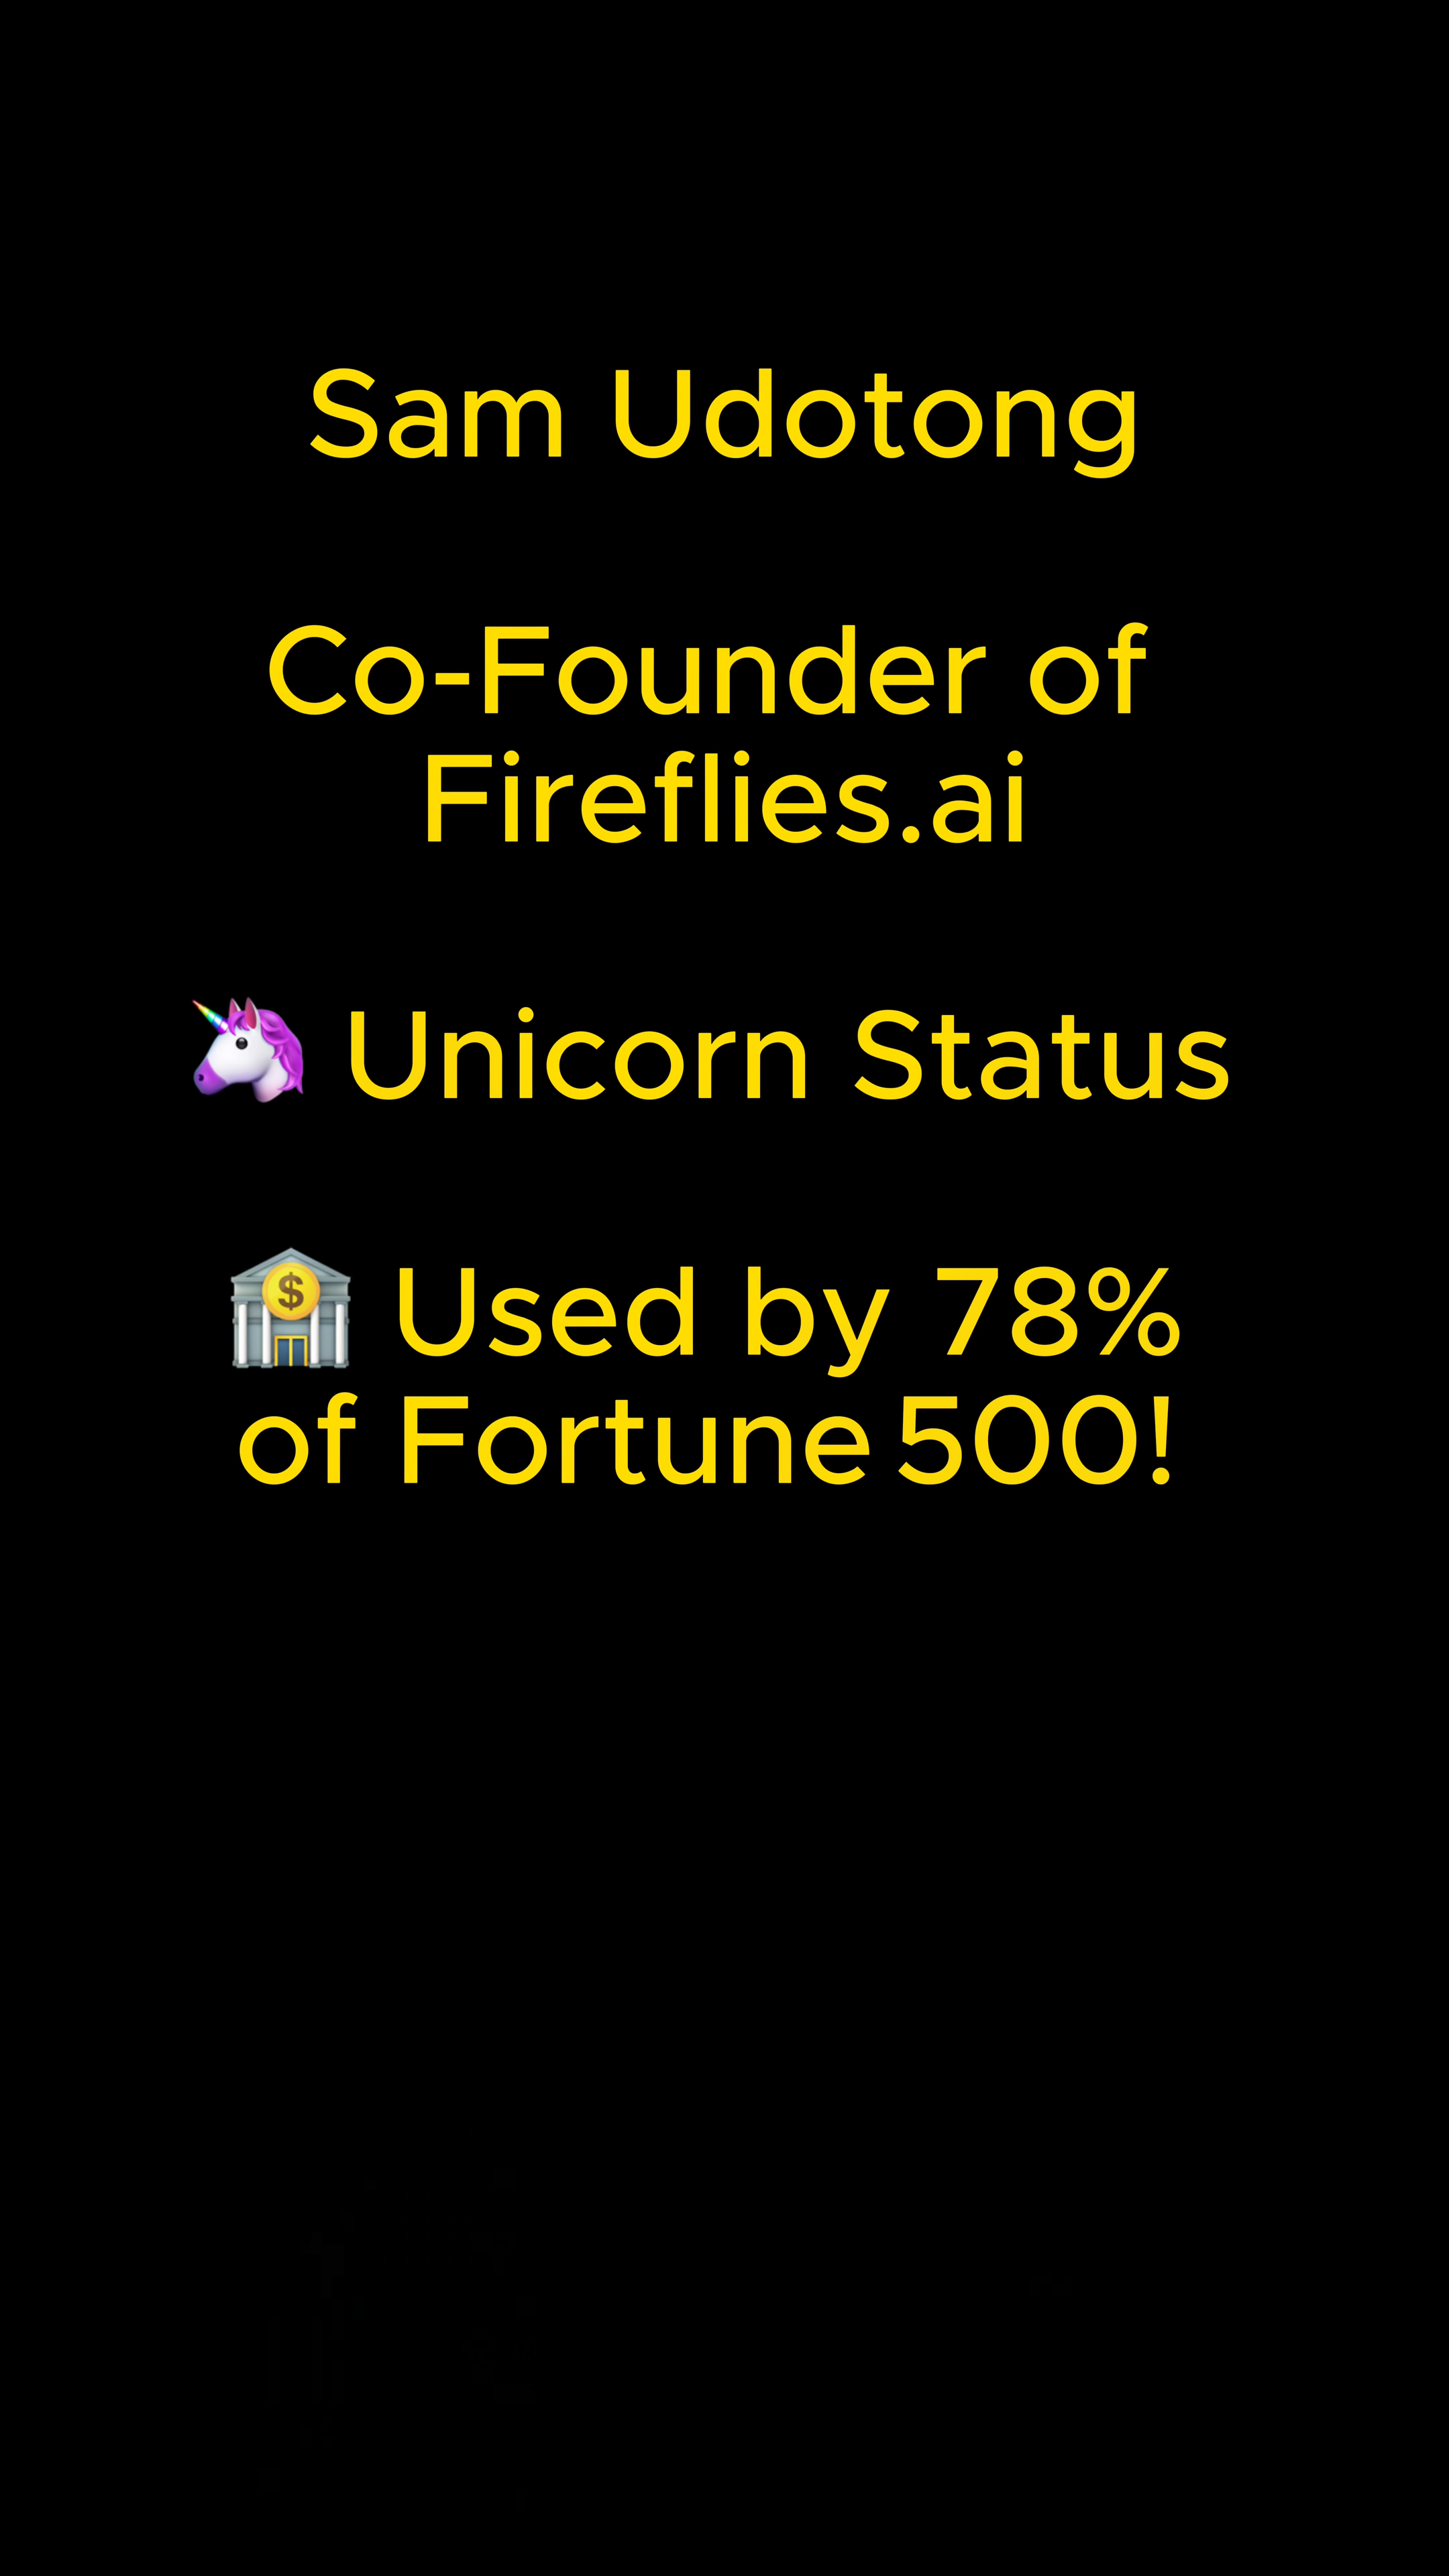 Sam Udotong
Co-Founder of
Fireflies.ai
🦄 Unicorn Status
🏦 Used by 78%
of Fortune 500!